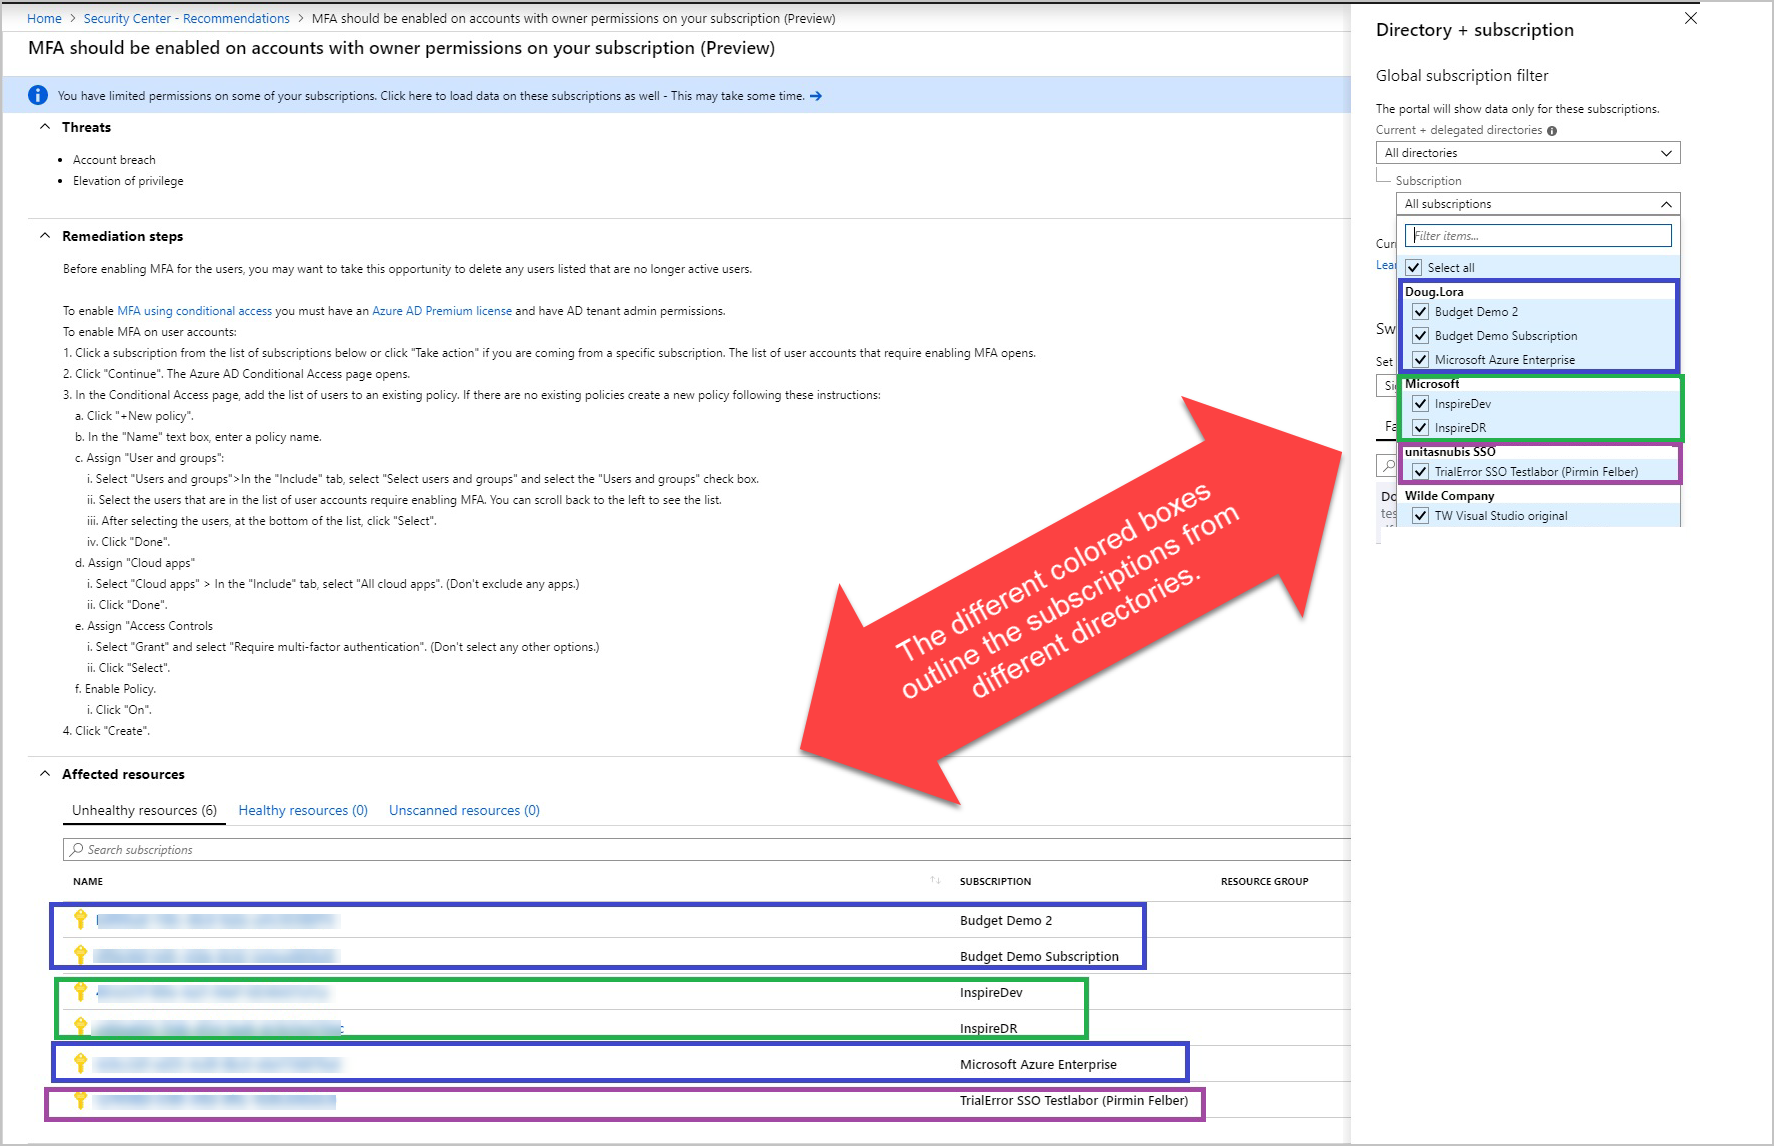 Home > Security Center - Recommendations > MFA should be enabled on accounts with owner permissions on your subscription (Preview)
MFA should be enabled on accounts with owner permissions on your subscription (Preview)
You have limited permissions on some of your subscriptions. Click here to load data on these subscriptions as well - This may take some time. →
Threats
• Account breach
• Elevation of privilege
Remediation steps
Before enabling MFA for the users, you may want to take this opportunity to delete any users listed that are no longer active users.
To enable MFA using conditional access you must have an Azure AD Premium license and have AD tenant admin permissions.
To enable MFA on user accounts:
1. Click a subscription from the list of subscriptions below or click "Take action" if you are coming from a specific subscription. The list of user accounts that require enabling MFA opens.
2. Click "Continue". The Azure AD Conditional Access page opens.
3. In the Conditional Access page, add the list of users to an existing policy. If there are no existing policies create a new policy following these instructions:
a. Click "+New policy".
b. In the "Name" text box, enter a policy name.
c. Assign "User and groups":
i. Select "Users and groups">In the "Include" tab, select "Select users and groups" and select the "Users and groups" check box.
ii. Select the users that are in the list of user accounts require enabling MFA. You can scroll back to the left to see the list.
iii. After selecting the users, at the bottom of the list, click "Select".
iv. Click "Done".
d. Assign "Cloud apps"
i. Select "Cloud apps" > In the "Include" tab, select "All cloud apps". (Don't exclude any apps.)
ii. Click "Done".
e. Assign "Access Controls
i. Select "Grant" and select "Require multi-factor authentication". (Don't select any other options.)
ii. Click "Select".
f. Enable Policy.
i. Click "On".
4. Click "Create".
Affected resources
Unhealthy resources (6) Healthy resources (0) Unscanned resources (0)
Search subscriptions
NAME ↑↓ SUBSCRIPTION RESOURCE GROUP
Budget Demo 2
Budget Demo Subscription
InspireDev
InspireDR
Microsoft Azure Enterprise
TrialError SSO Testlabor (Pirmin Felber)
The different colored boxes
outline the subscriptions from
different directories.
Directory + subscription
Global subscription filter
The portal will show data only for these subscriptions.
Current + delegated directories
All directories
Subscription
All subscriptions
Filter items...
Select all
Doug.Lora
Budget Demo 2
Budget Demo Subscription
Microsoft Azure Enterprise
Microsoft
InspireDev
InspireDR
unitasnubis SSO
TrialError SSO Testlabor (Pirmin Felber)
Wilde Company
TW Visual Studio original
Set